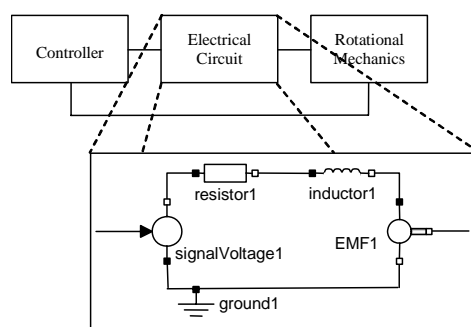 Controller
Electrical
Circuit
Rotational
Mechanics
resistor1
inductor1
signalVoltage1
EMF1
ground1